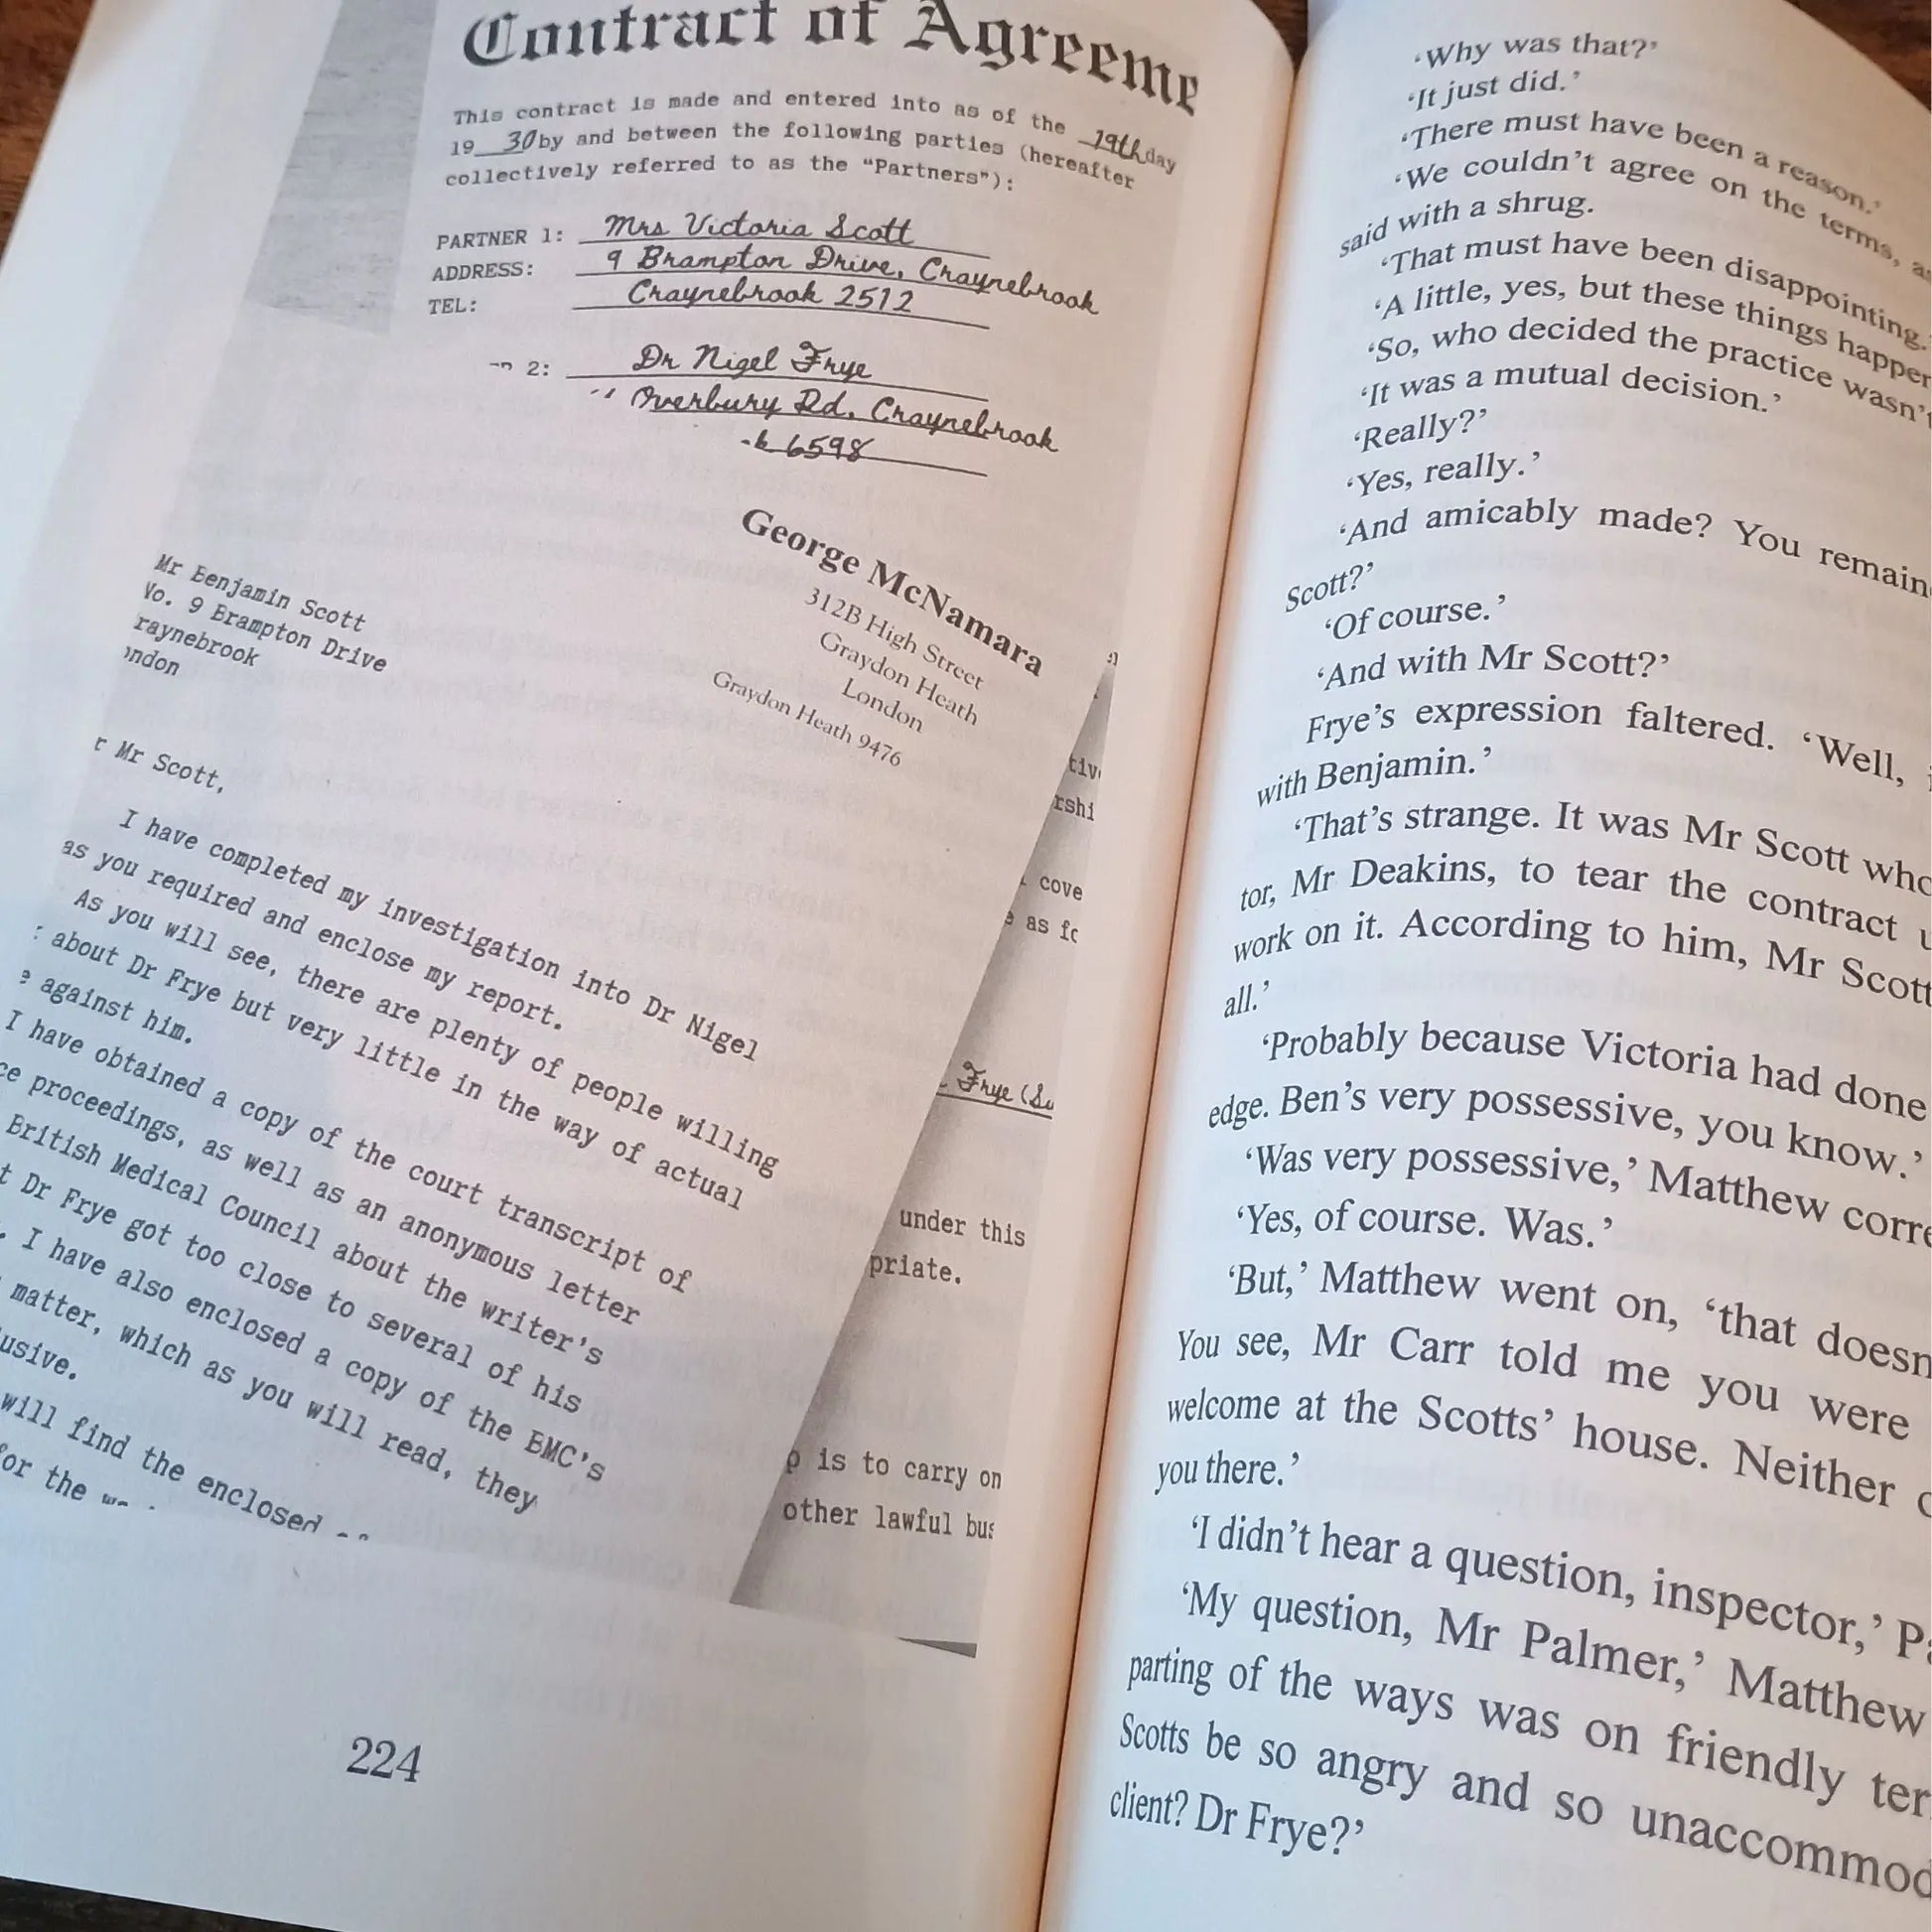 Contract of Agreeme
This contract is made and entered into as of the 19th day
19 30 by and between the following parties (hereafter
collectively referred to as the "Partners"):
PARTNER 1: Mrs Victoria Scott
ADDRESS: 9 Brampton Drive, Craynebrook
TEL: Craynebrook 2512
2: Dr Nigel Frye
Overbury Rd, Craynebrook
k 6598
George McNamara
312B High Street
Graydon Heath
London
Graydon Heath 9476
Mr Benjamin Scott
No. 9 Brampton Drive
raynebrook
ondon
r Mr Scott,
I have completed my investigation into Dr Nigel
as you required and enclose my report.
As you will see, there are plenty of people willing
about Dr Frye but very little in the way of actual
e against him.
I have obtained a copy of the court transcript of
ce proceedings, as well as an anonymous letter
British Medical Council about the writer's
t Dr Frye got too close to several of his
. I have also enclosed a copy of the BMC's
matter, which as you will read, they
lusive.
will find the enclosed
for the
tiv
rshi
cove
e as fo
Frye (Su
under this
priate.
p is to carry on
other lawful bus
224
‘Why was that?’
‘It just did.’
‘There must have been a reason.’
‘We couldn’t agree on the terms, as
said with a shrug.
‘That must have been disappointing.’
‘A little, yes, but these things happen
‘So, who decided the practice wasn’t
‘It was a mutual decision.’
‘Really?’
‘Yes, really.’
‘And amicably made? You remain
Scott?’
‘Of course.’
‘And with Mr Scott?’
Frye’s expression faltered. ‘Well, i
with Benjamin.’
‘That’s strange. It was Mr Scott who
tor, Mr Deakins, to tear the contract u
work on it. According to him, Mr Scott
all.’
‘Probably because Victoria had done
edge. Ben’s very possessive, you know.’
‘Was very possessive,’ Matthew corre
‘Yes, of course. Was.’
‘But,’ Matthew went on, ‘that doesn
You see, Mr Carr told me you were
welcome at the Scotts’ house. Neither o
you there.’
‘I didn’t hear a question, inspector,’ Pa
‘My question, Mr Palmer,’ Matthew
parting of the ways was on friendly ter
Scotts be so angry and so unaccommod
client? Dr Frye?’